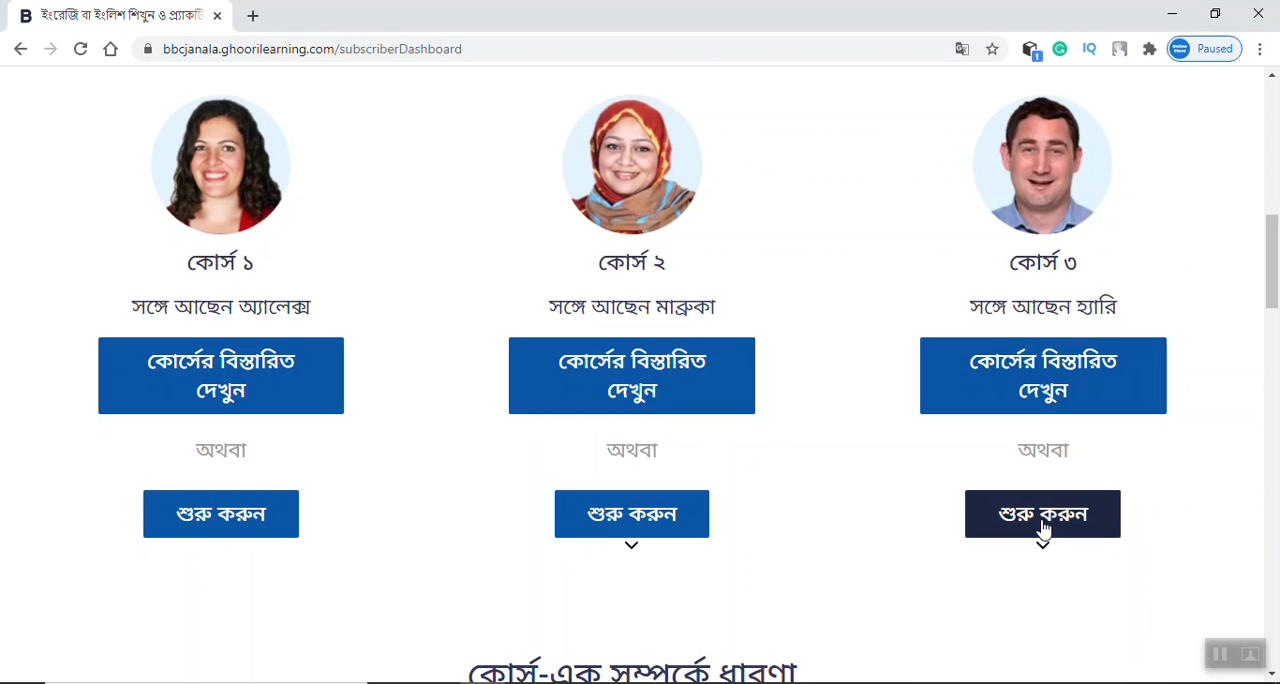 ইংরেজি বা ইংলিশ শিখুন ও প্র্যাকটি
bbcjanala.ghoorilearning.com/subscriberDashboard
Paused
কোর্স ১
কোর্স ২
কোর্স ৩
সঙ্গে আছেন অ্যালেক্স
সঙ্গে আছেন মাব্রুকা
সঙ্গে আছেন হ্যারি
কোর্সের বিস্তারিত
দেখুন
কোর্সের বিস্তারিত
দেখুন
কোর্সের বিস্তারিত
দেখুন
অথবা
অথবা
অথবা
শুরু করুন
শুরু করুন
শুরু করুন
কোর্স-এক সম্পর্কে ধারণা